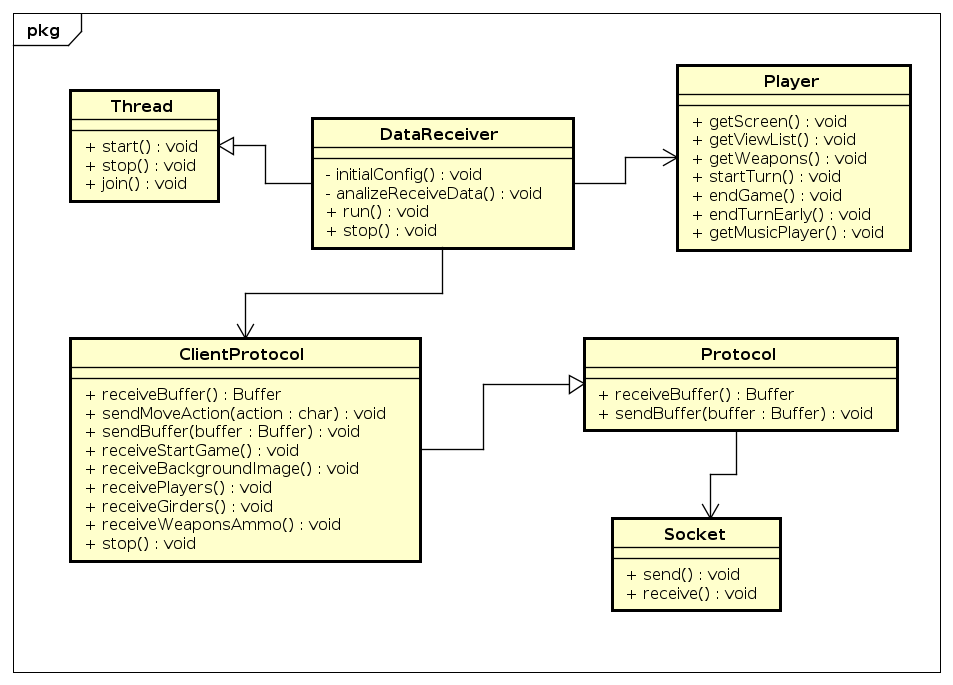 pkg
Thread
+ start() : void
+ stop() : void
+ join() : void
DataReceiver
- initialConfig() : void
- analizeReceiveData() : void
+ run() : void
+ stop() : void
Player
+ getScreen() : void
+ getViewList() : void
+ getWeapons() : void
+ startTurn() : void
+ endGame() : void
+ endTurnEarly() : void
+ getMusicPlayer() : void
ClientProtocol
+ receiveBuffer() : Buffer
+ sendMoveAction(action : char) : void
+ sendBuffer(buffer : Buffer) : void
+ receiveStartGame() : void
+ receiveBackgroundImage() : void
+ receivePlayers() : void
+ receiveGirders() : void
+ receiveWeaponsAmmo() : void
+ stop() : void
Protocol
+ receiveBuffer() : Buffer
+ sendBuffer(buffer : Buffer) : void
Socket
+ send() : void
+ receive() : void